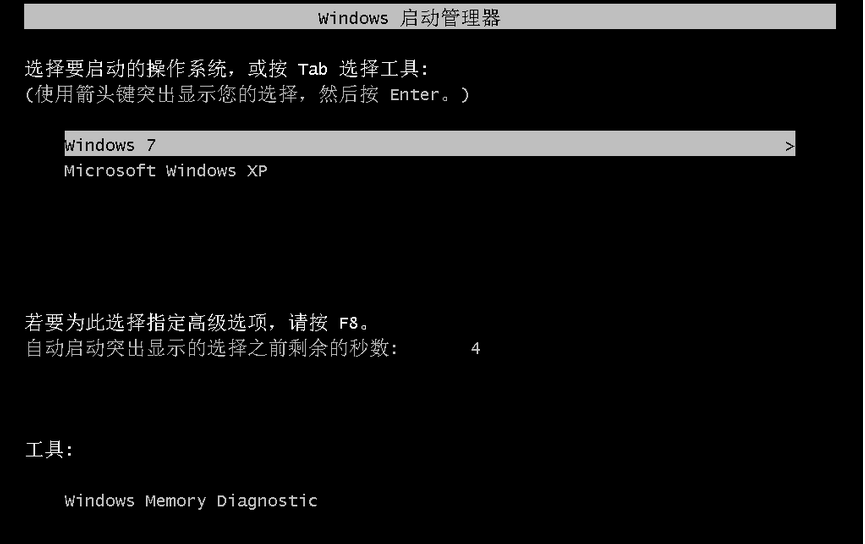 Windows 启动管理器
选择要启动的操作系统，或按 Tab 选择工具:
(使用箭头键突出显示您的选择，然后按 Enter。)
Windows 7 >
Microsoft Windows XP
若要为此选择指定高级选项，请按 F8。
自动启动突出显示的选择之前剩余的秒数: 4
工具:
Windows Memory Diagnostic